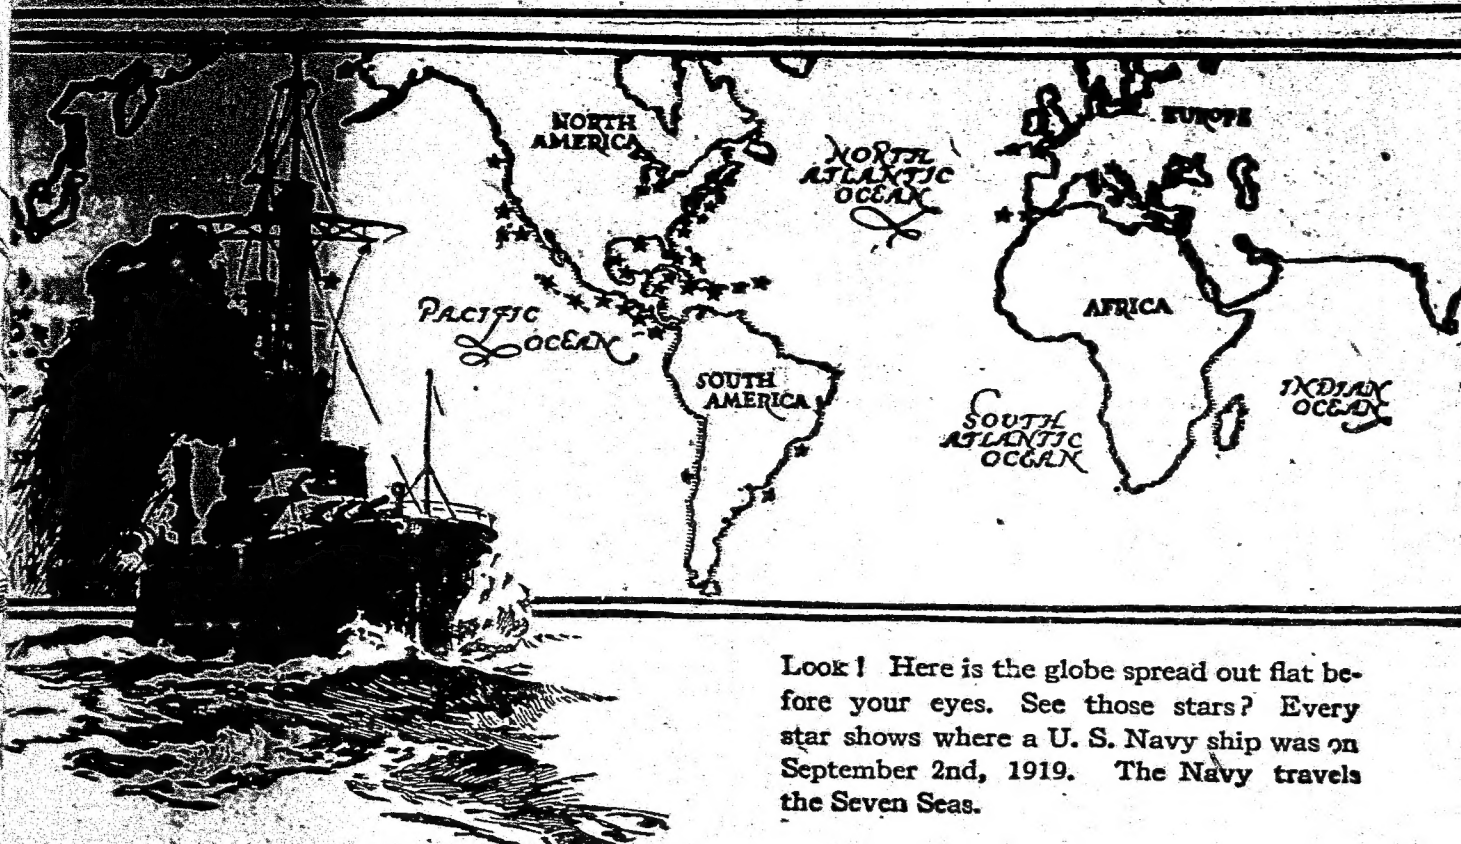 NORTH
AMERICA
NORTH
ATLANTIC
OCEAN
EUROPE
PACIFIC
OCEAN
AFRICA
SOUTH
AMERICA
SOUTH
ATLANTIC
OCEAN
INDIAN
OCEAN
Look! Here is the globe spread out flat be-
fore your eyes. See those stars? Every
star shows where a U. S. Navy ship was on
September 2nd, 1919. The Navy travels
the Seven Seas.